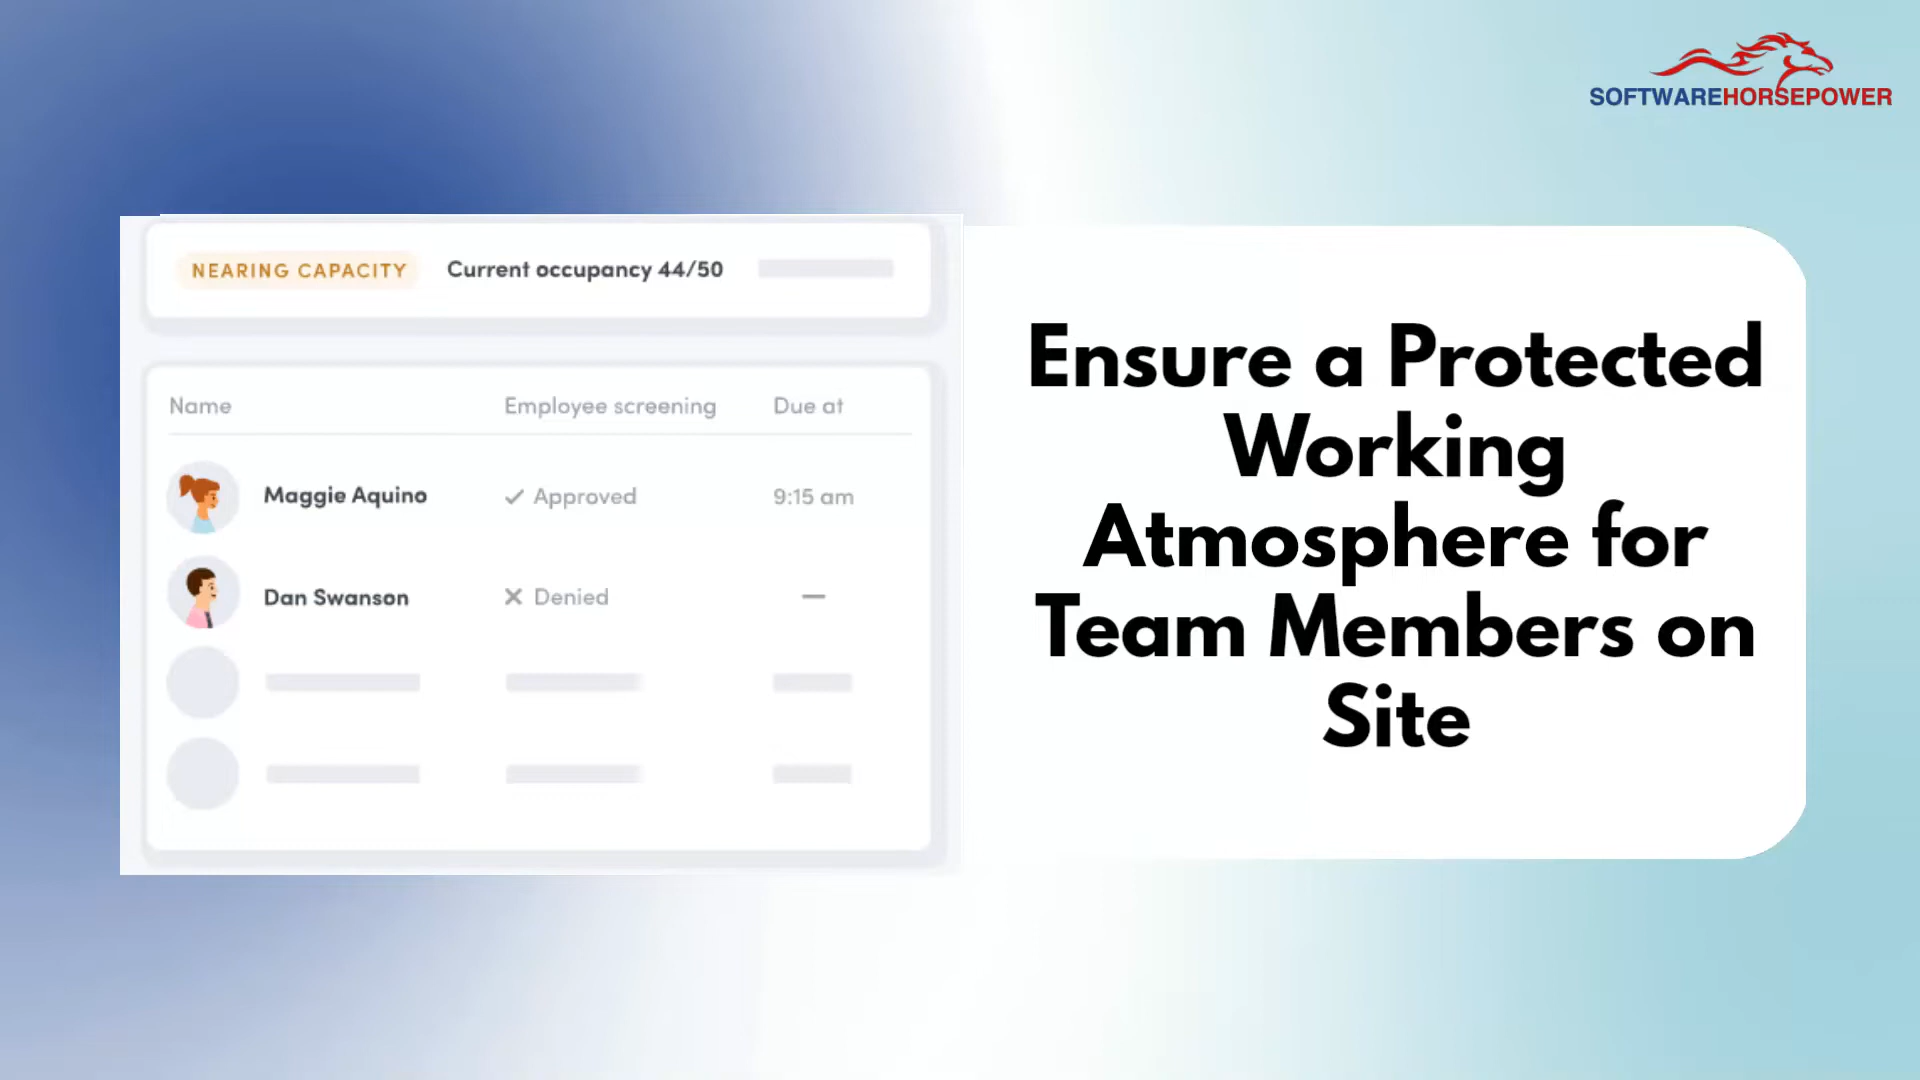 SOFTWAREHORSEPOWER
NEARING CAPACITY Current occupancy 44/50
Name Employee screening Due at
Maggie Aquino Approved 9:15 am
Dan Swanson Denied —
Ensure a Protected
Working
Atmosphere for
Team Members on
Site